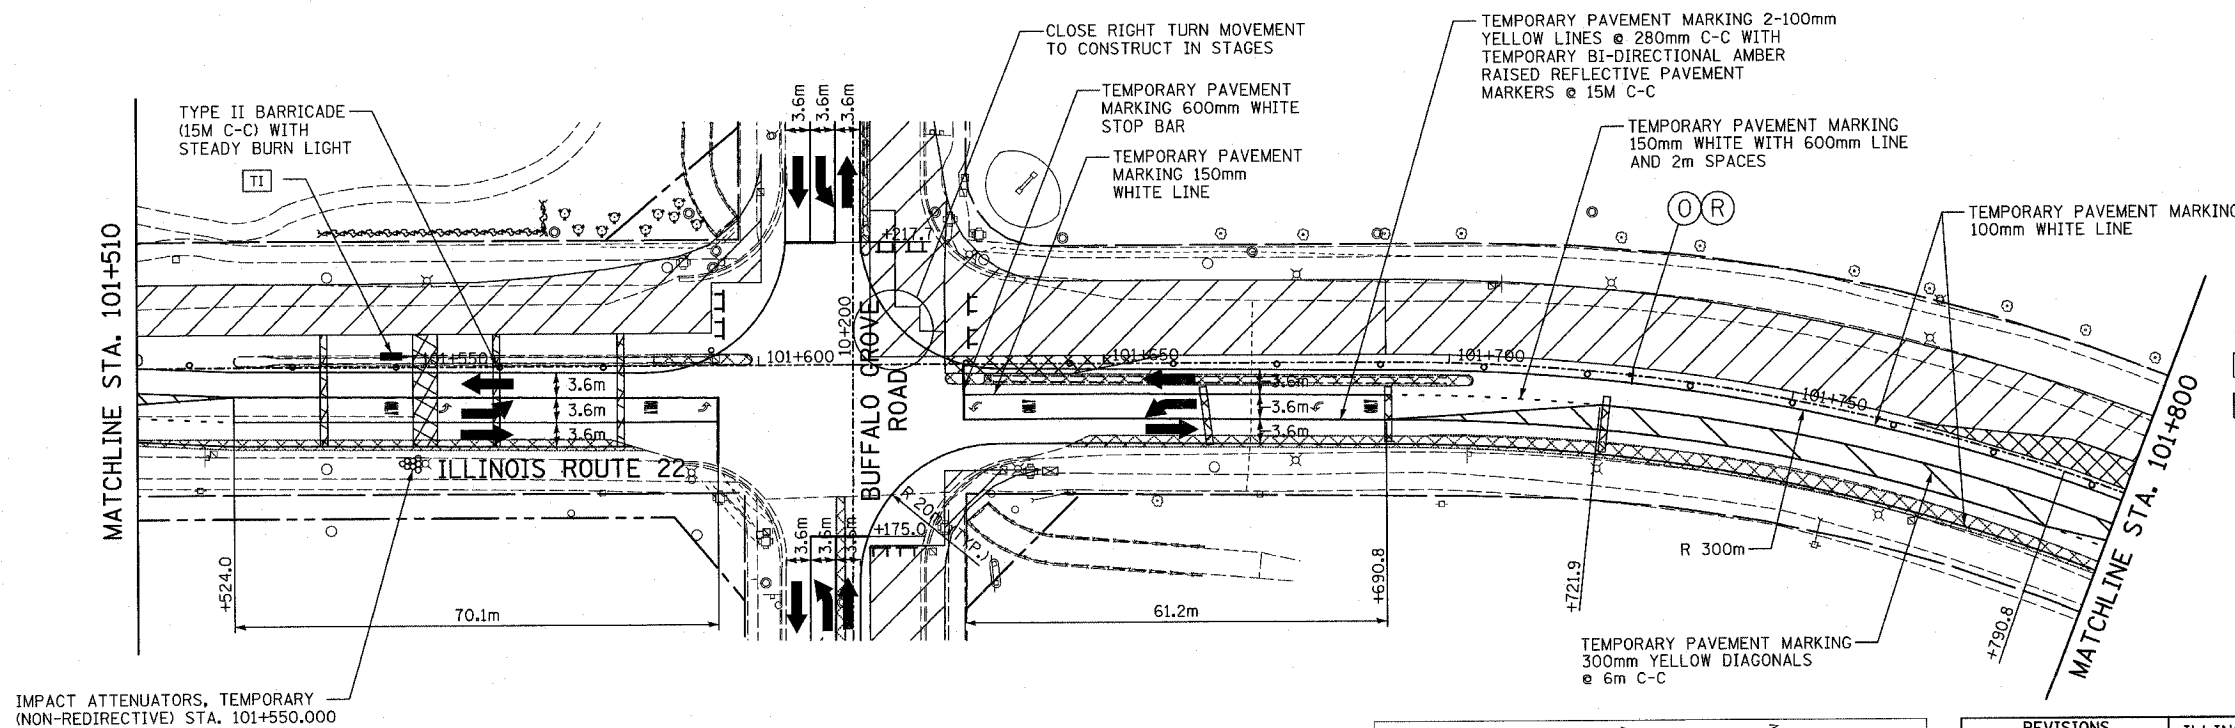 CLOSE RIGHT TURN MOVEMENT
TO CONSTRUCT IN STAGES
TEMPORARY PAVEMENT MARKING 2-100mm
YELLOW LINES @ 280mm C-C WITH
TEMPORARY BI-DIRECTIONAL AMBER
RAISED REFLECTIVE PAVEMENT
MARKERS @ 15M C-C
TYPE II BARRICADE
(15M C-C) WITH
STEADY BURN LIGHT
TI
3.6m
3.6m
3.6m
TEMPORARY PAVEMENT
MARKING 600mm WHITE
STOP BAR
TEMPORARY PAVEMENT
MARKING 150mm
WHITE LINE
TEMPORARY PAVEMENT MARKING
150mm WHITE WITH 600mm LINE
AND 2m SPACES
O
R
TEMPORARY PAVEMENT MARKING
100mm WHITE LINE
MATCHLINE STA. 101+510
+217.7
10+200
101+550
101+600
101+650
101+700
101+750
3.6m
3.6m
3.6m
3.6m
3.6m
3.6m
BUFFALO GROVE
ROAD
ILLINOIS ROUTE 22
MATCHLINE STA. 101+800
R 20m (TYP.)
+175.0
3.6m
3.6m
3.6m
R 300m
+524.0
70.1m
61.2m
+690.8
+721.9
+790.8
TEMPORARY PAVEMENT MARKING
300mm YELLOW DIAGONALS
@ 6m C-C
IMPACT ATTENUATORS, TEMPORARY
(NON-REDIRECTIVE) STA. 101+550.000
REVISIONS